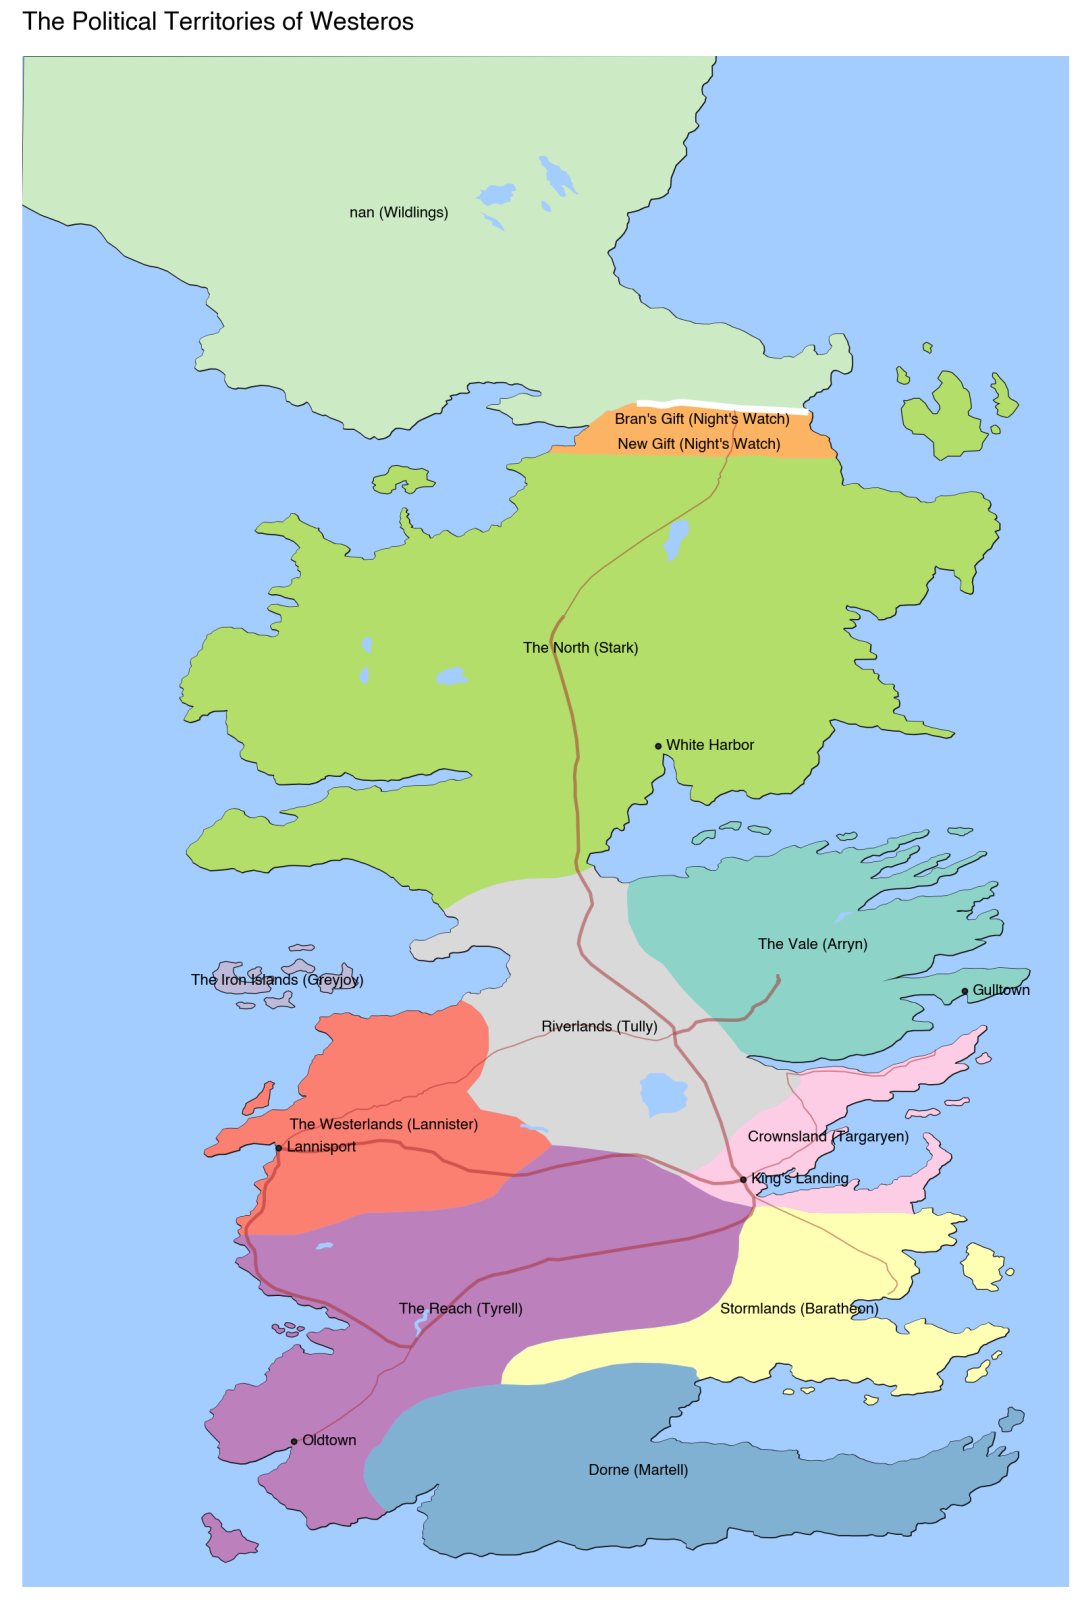 The Political Territories of Westeros
nan (Wildlings)
Bran's Gift (Night's Watch)
New Gift (Night's Watch)
The North (Stark)
White Harbor
The Vale (Arryn)
The Iron Islands (Greyjoy)
Gulltown
Riverlands (Tully)
The Westerlands (Lannister)
Crownsland (Targaryen)
Lannisport
King's Landing
The Reach (Tyrell)
Stormlands (Baratheon)
Oldtown
Dorne (Martell)